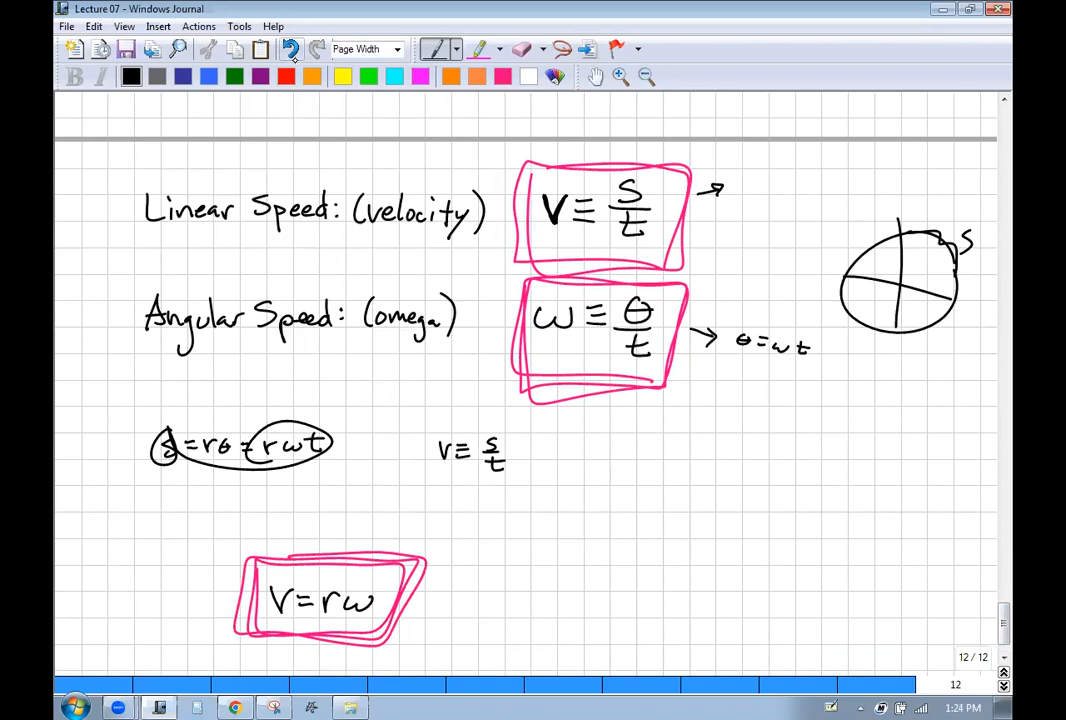 Lecture 07 - Windows Journal
File Edit View Insert Actions Tools Help
Page Width
B I
Linear Speed: (velocity) V ≡ s/t →
S
Angular Speed: (omega) ω ≡ θ/t → θ = ωt
s = rθ = rωt v ≡ s/t
V = rω
12 / 12
12
1:24 PM